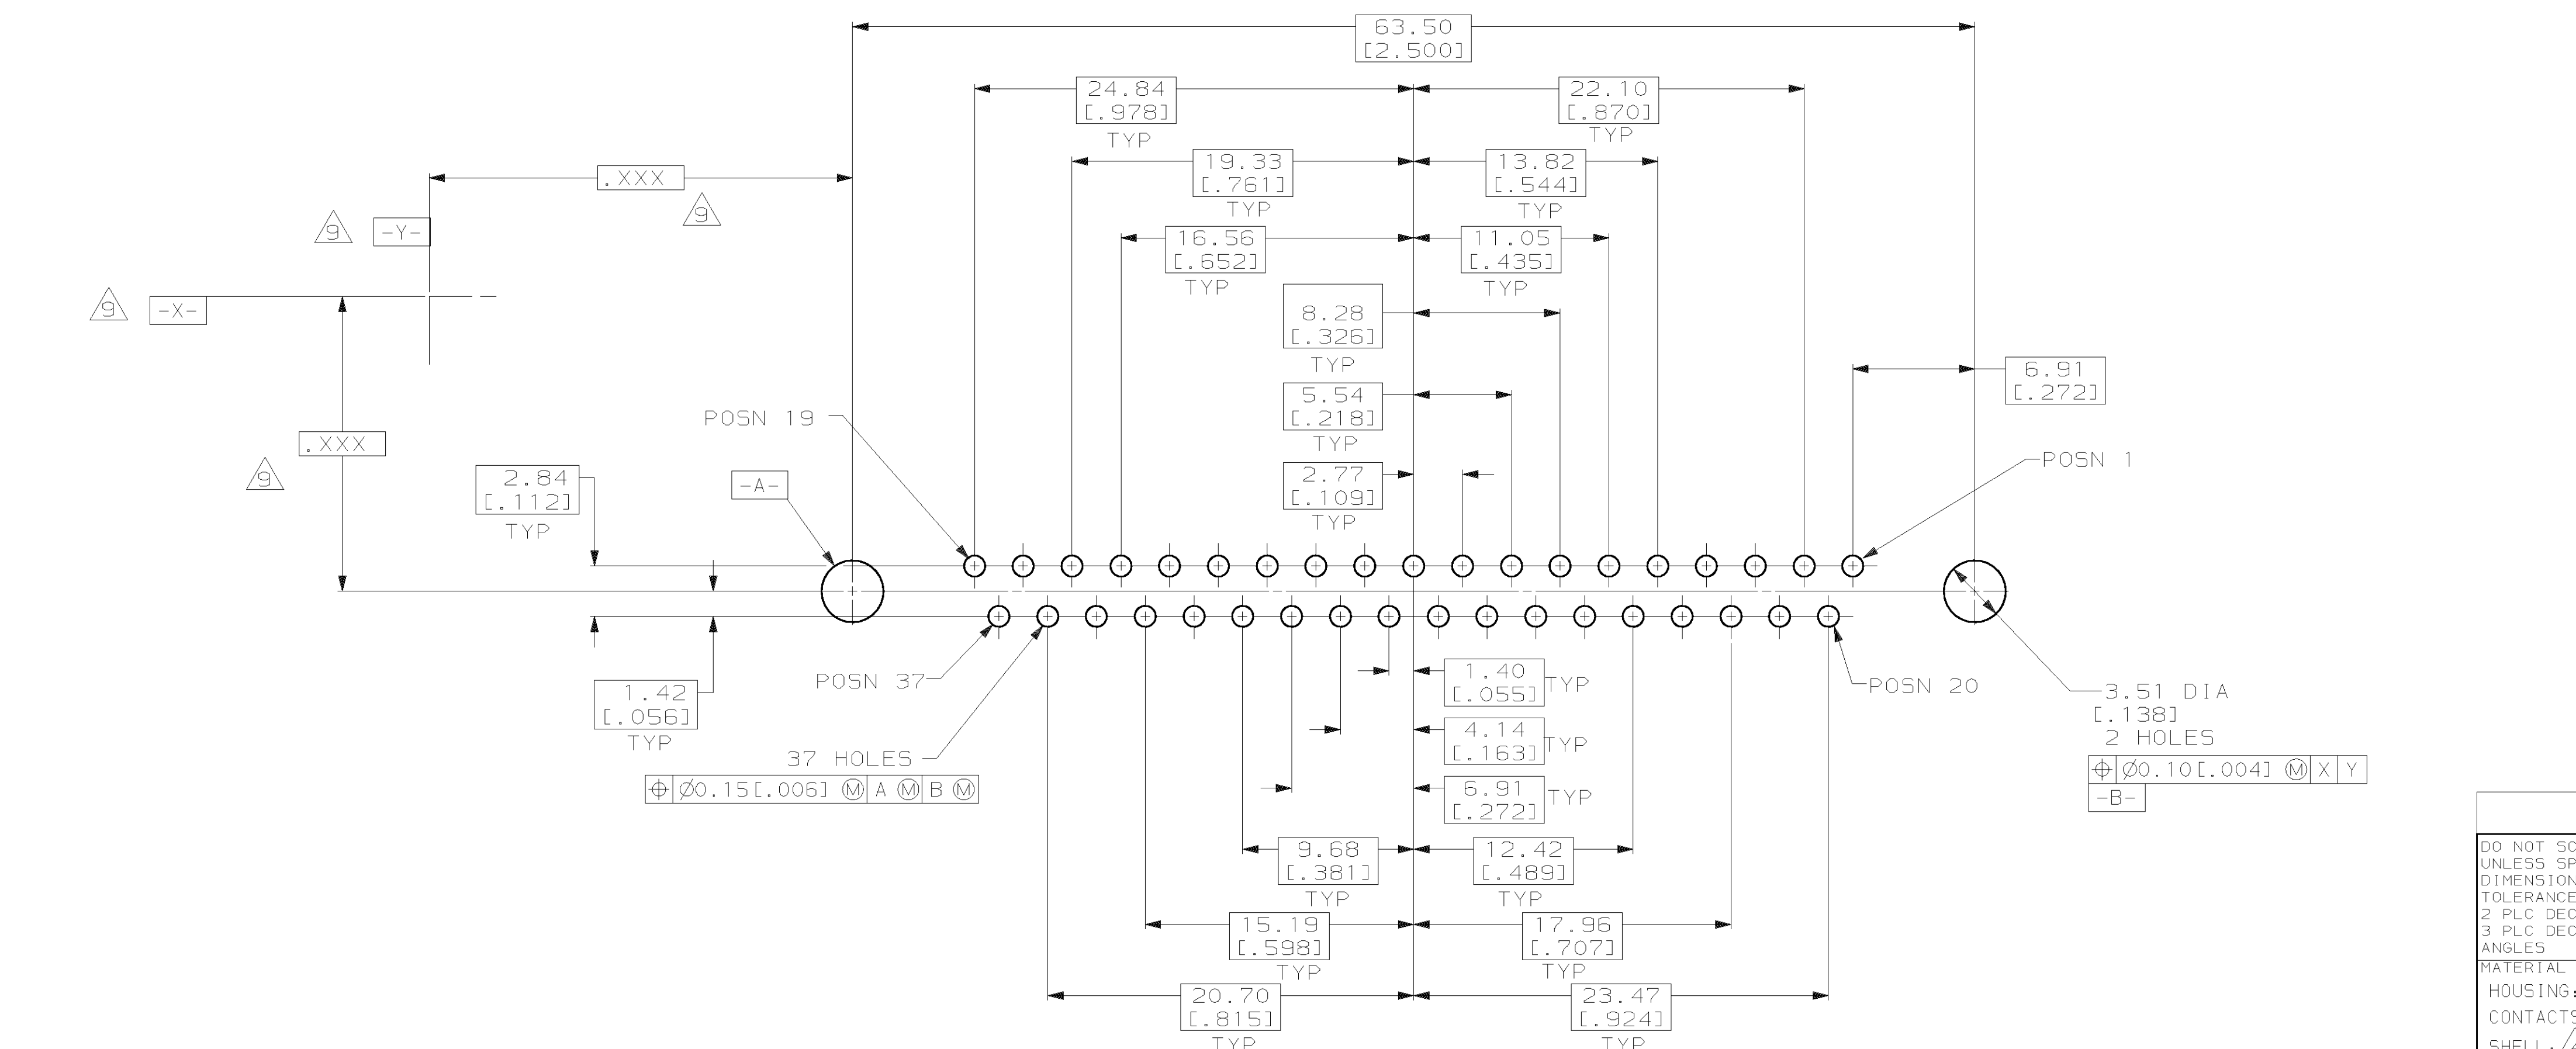 63.50
[2.500]
24.84
[.978]
TYP
22.10
[.870]
TYP
19.33
[.761]
TYP
13.82
[.544]
TYP
.XXX
9
9
-Y-
16.56
[.652]
TYP
11.05
[.435]
TYP
9
-X-
8.28
[.326]
TYP
6.91
[.272]
5.54
[.218]
TYP
POSN 19
.XXX
9
2.77
[.109]
TYP
POSN 1
2.84
[.112]
TYP
-A-
1.42
[.056]
TYP
POSN 37
1.40
[.055] TYP
POSN 20
3.51 DIA
[.138]
2 HOLES
4.14
[.163] TYP
37 HOLES
⌖ Ø0.15[.006] Ⓜ A Ⓜ B Ⓜ
⌖ Ø0.10[.004] Ⓜ X Y
-B-
6.91
[.272] TYP
9.68
[.381]
TYP
12.42
[.489]
TYP
15.19
[.598]
TYP
17.96
[.707]
TYP
20.70
[.815]
TYP
23.47
[.924]
TYP
DO NOT SC
UNLESS SP
DIMENSION
TOLERANCE
2 PLC DEC
3 PLC DEC
ANGLES
MATERIAL
HOUSING:
CONTACTS
SHELL: